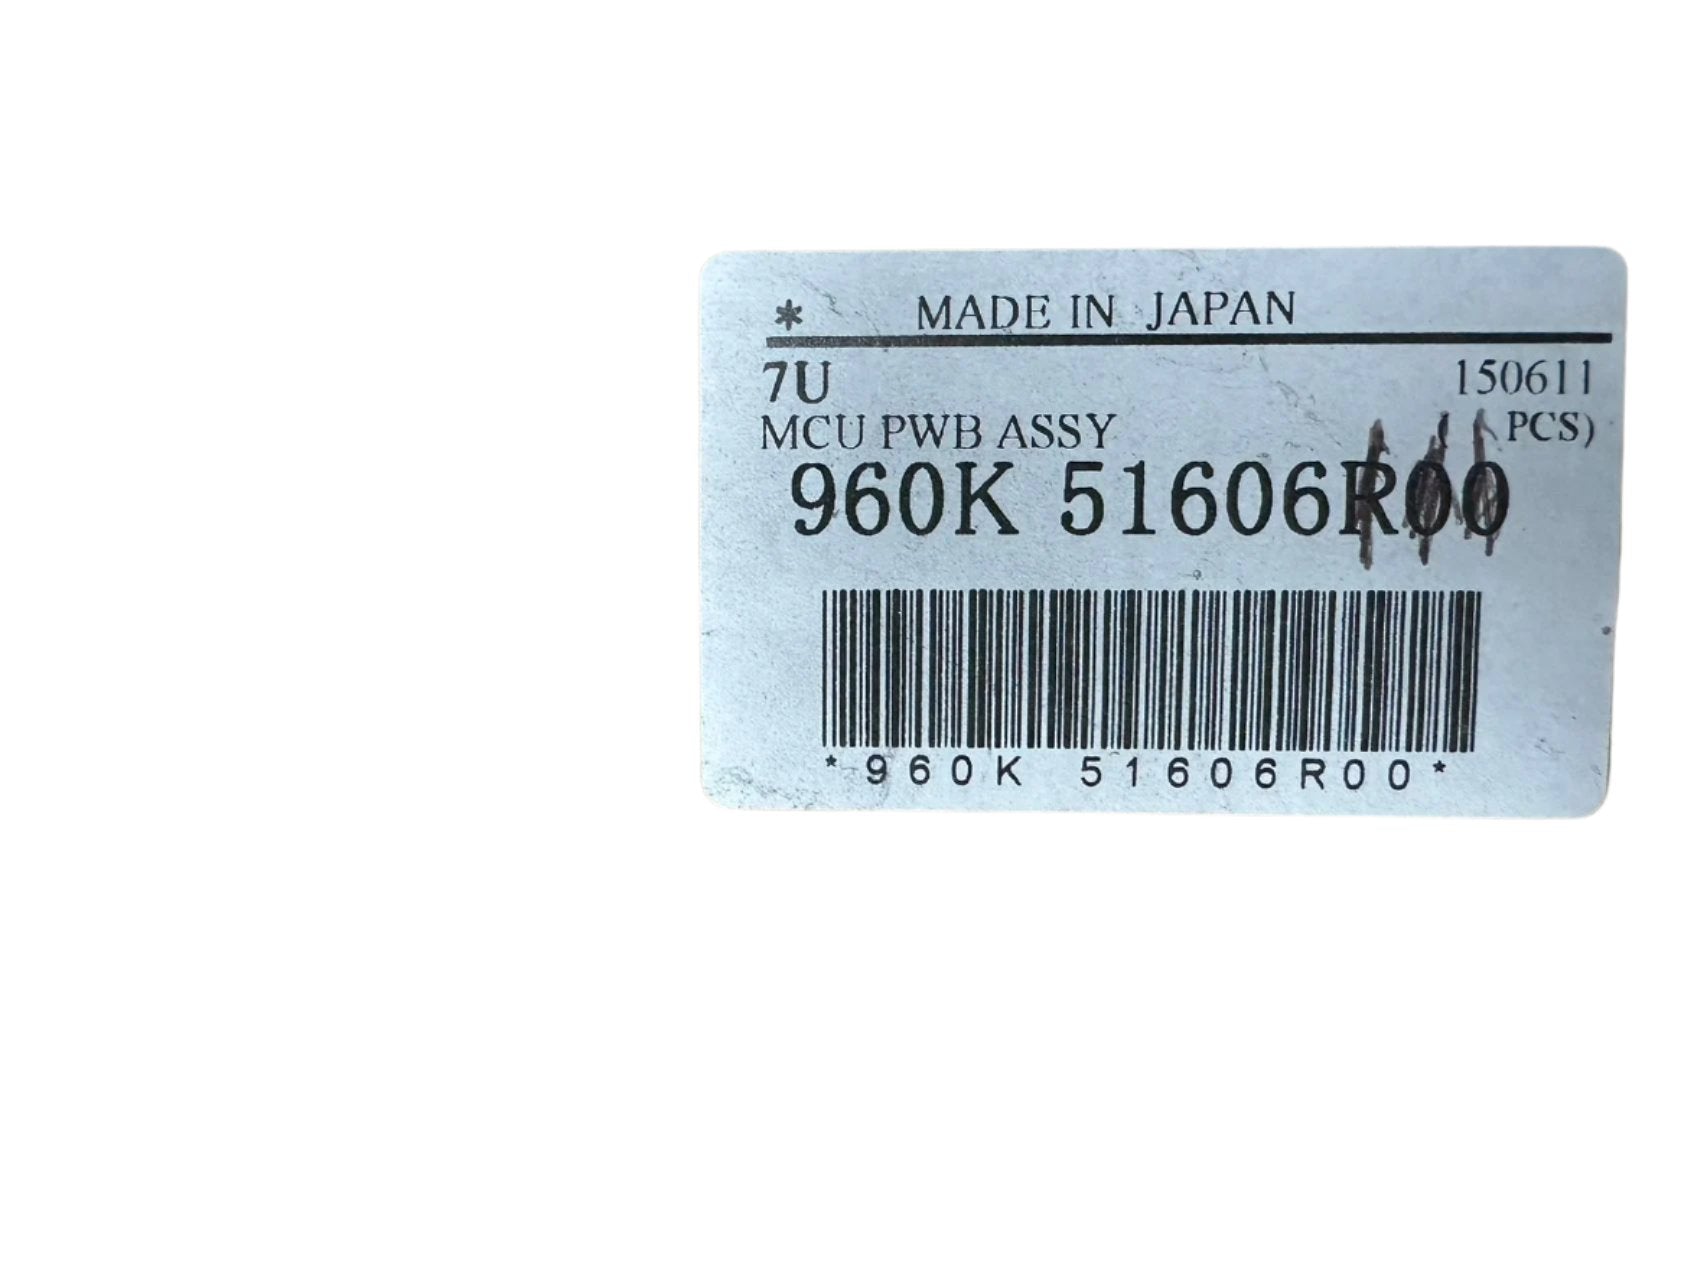 * MADE IN JAPAN
7U 150611
MCU PWB ASSY ( PCS)
960K 51606R00
*960K 51606R00*